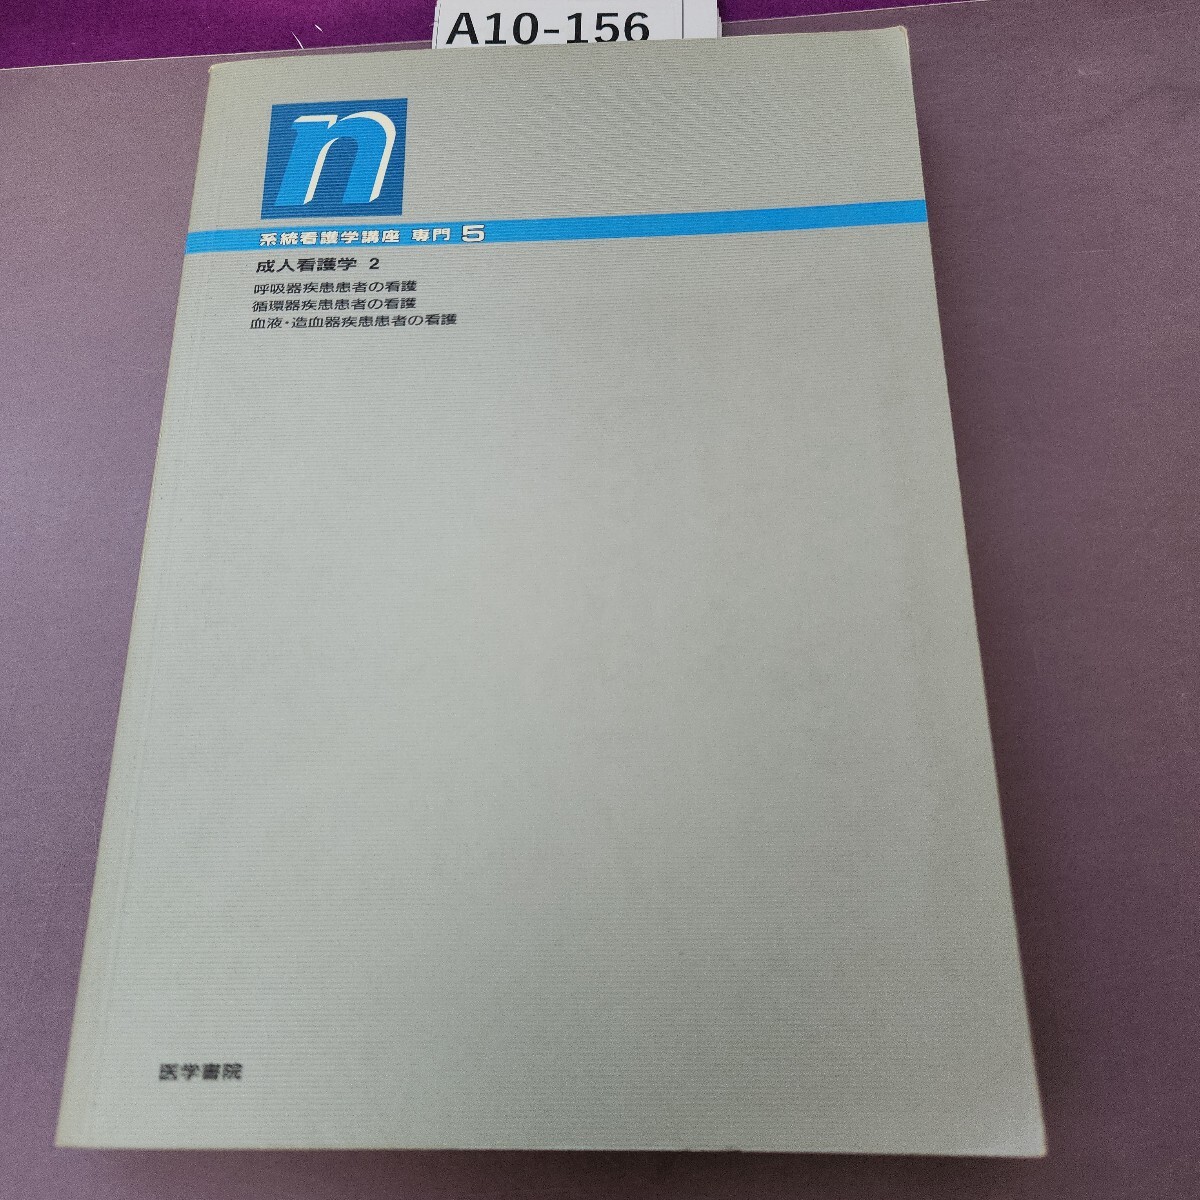 A10-156
n
系統看護学講座 専門 5
成人看護学 2
呼吸器疾患患者の看護
循環器疾患患者の看護
血液・造血器疾患患者の看護
医学書院